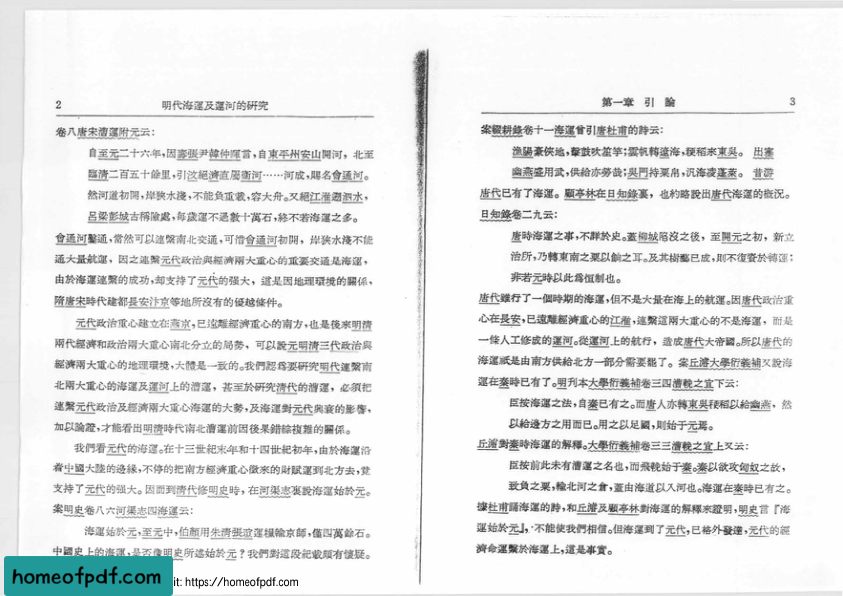 2
明代海運及運河的研究
卷八唐宋漕運附元云:
自至元二十六年,因壽張尹韓仲暉言,自東平州安山開河,北至
臨清二百五十餘里,引汶絕濟直屬衞河……河成,賜名會通河。
然河道初開,岸狹水淺,不能負重載,容大舟。又絕江淮泝泗水,
呂梁彭城古稱險處,每歲運不過數十萬石,終不若海運之多。
會通河鑿通,當然可以連繫南北交通,可惜會通河初開,岸狹水淺不能
通大量航運,因之連繫元代政治與經濟兩大重心的重要交通是海運,
由於海運連繫的成功,却支持了元代的强大,這是因地理環境的關係,
隋唐宋時代建都長安汴京等地所沒有的優越條件。
元代政治重心建立在燕京,已遠離經濟重心的南方,也是後來明清
兩代經濟和政治兩大重心南北分立的局勢,可以說元明清三代政治與
經濟兩大重心的地理環境,大體是一致的。我們認爲要研究明代連繫南
北兩大重心的海運及運河上的漕運,甚至於研究清代的漕運,必須把
連繫元代政治及經濟兩大重心海運的大勢,及海運對元代興衰的影響,
加以論證,才能看出明清時代南北漕運前因後果錯綜複雜的關係。
我們看元代的海運。在十三世紀末年和十四世紀初年,由於海運沿
着中國大陸的邊緣,不停的把南方經濟重心徵來的財賦運到北方去,竟
支持了元代的强大。因而到清代修明史時,在河渠志裏說海運始於元。
案明史卷八六河渠志四海運云:
海運始於元,至元中,伯顏用朱清張瑄運糧輸京師,僅四萬餘石。
中國史上的海運,是否像明史所述始於元?我們對這段紀載頗有懷疑。
第一章 引論
3
案輟耕錄卷十一海運曾引唐杜甫的詩云:
漁陽豪俠地,擊鼓吹笙竽;雲帆轉遼海,粳稻來東吳。 出塞
幽燕盛用武,供給亦勞哉;吳門持粟帛,汎海凌蓬萊。 昔游
唐代已有了海運。顧亭林在日知錄裏,也約略說出唐代海運的概況。
日知錄卷二九云:
唐時海運之事,不詳於史。蓋柳城陷沒之後,至開元之初,新立
治所,乃轉東南之粟以餉之耳。及其樹藝已成,則不復資於轉運;
非若元時以此爲恒制也。
唐代雖行了一個時期的海運,但不是大量在海上的航運。因唐代政治重
心在長安,已遠離經濟重心的江淮,連繫這兩大重心的不是海運,而是
一條人工修成的運河。從運河上的航行,造成唐代大帝國。所以唐代的
海運祇是由南方供給北方一部分需要罷了。案丘濬大學衍義補又說海
運在秦時已有了。明刊本大學衍義補卷三四漕輓之宜下云:
臣按海運之法,自秦已有之。而唐人亦轉東吳粳稻以給幽燕,然
以給邊方之用而已。用之以足國,則始于元焉。
丘濬對秦時海運的解釋。大學衍義補卷三三漕輓之宜上又云:
臣按前此未有漕運之名也,而飛輓始于秦。秦以欲攻匈奴之故,
致負之粟,輸北河之倉,蓋由海道以入河也。海運在秦時已有之。
據杜甫詠海運的詩,和丘濬及顧亭林對海運的解釋來證明,明史言『海
運始於元』,不能使我們相信。但海運到了元代,已格外發達,元代的經
濟命運繫於海運上,這是事實。
homeofpdf.com
it: https://homeofpdf.com